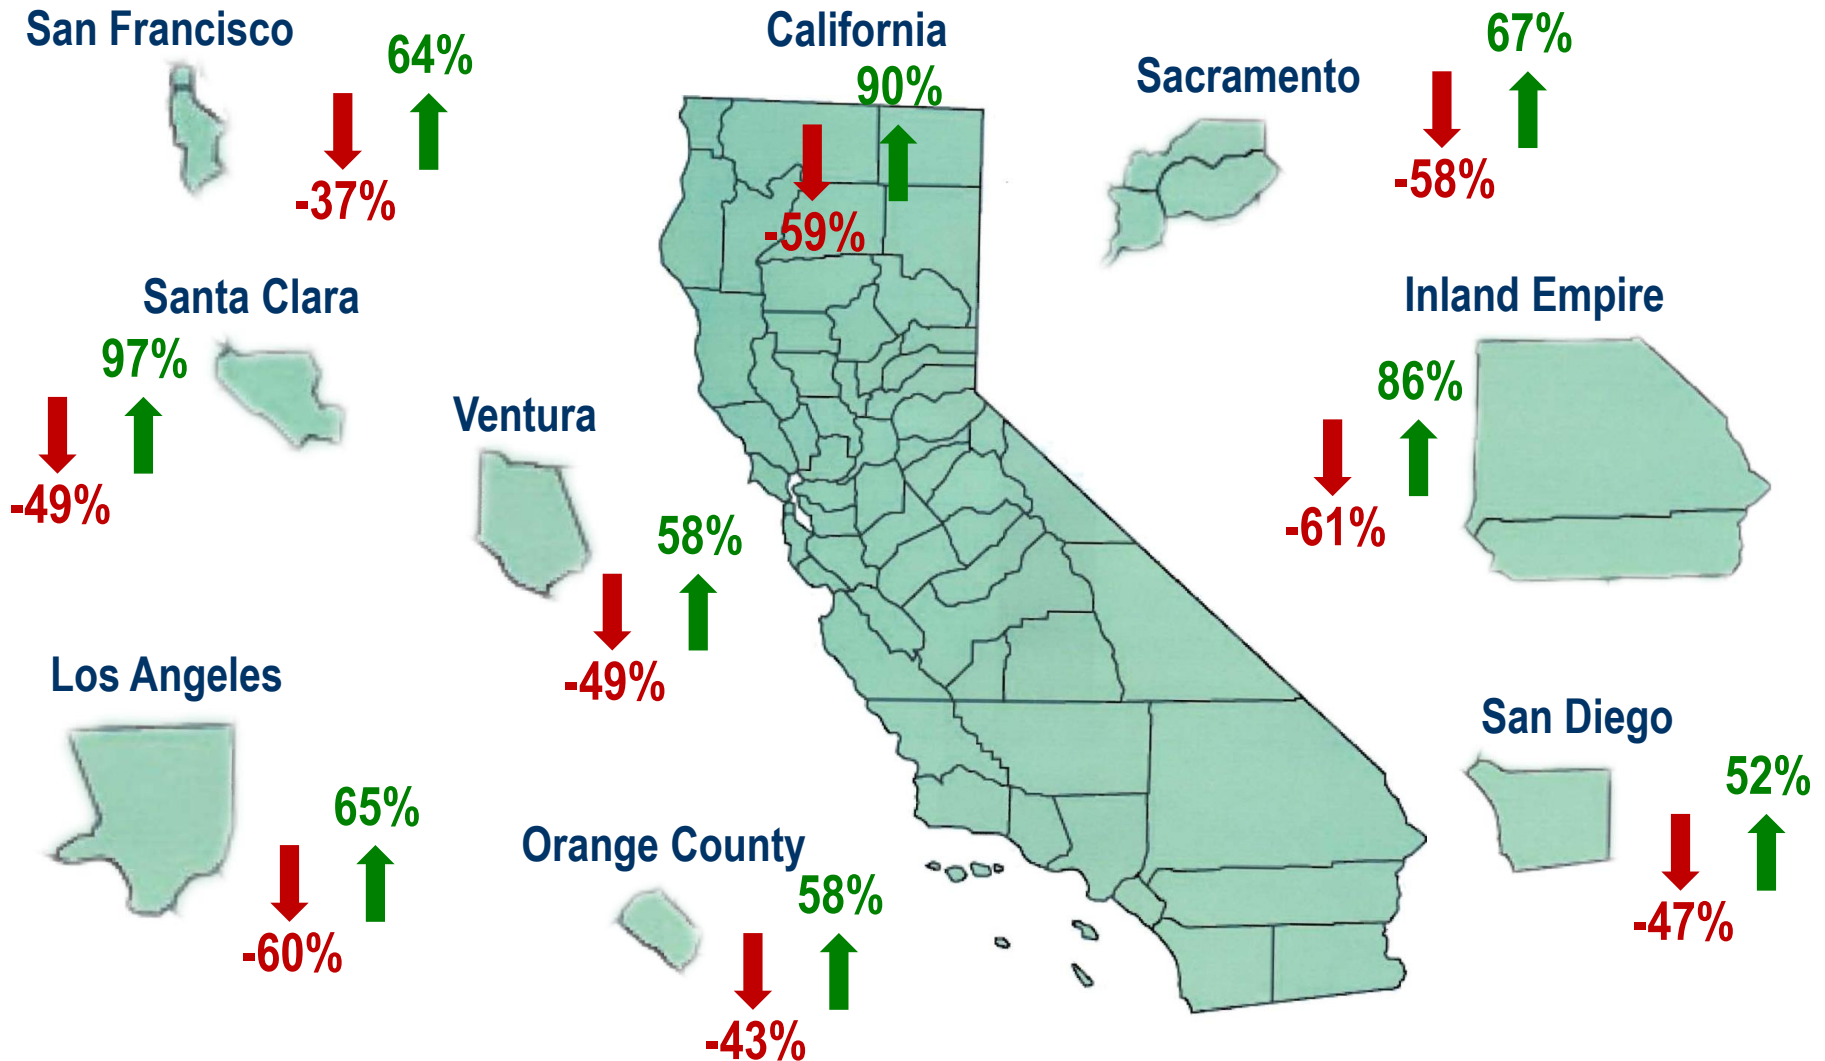 San Francisco
64%
-37%
California
90%
-59%
Sacramento
67%
-58%
Santa Clara
97%
-49%
Ventura
58%
-49%
Inland Empire
86%
-61%
Los Angeles
65%
-60%
Orange County
58%
-43%
San Diego
52%
-47%